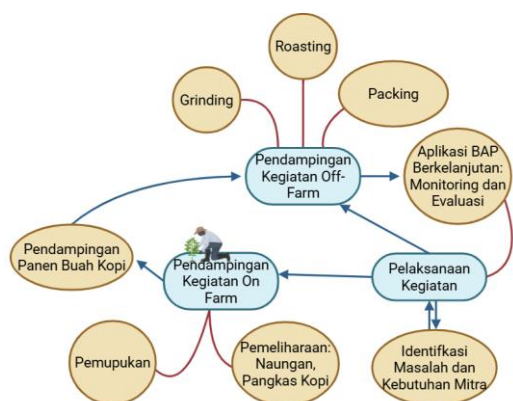 Roasting
Grinding
Packing
Pendampingan
Kegiatan Off-
Farm
Aplikasi BAP
Berkelanjutan:
Monitoring dan
Evaluasi
Pendampingan
Panen Buah Kopi
Pendampingan
Kegiatan On
Farm
Pelaksanaan
Kegiatan
Pemupukan
Pemeliharaan:
Naungan,
Pangkas Kopi
Identifkasi
Masalah dan
Kebutuhan Mitra